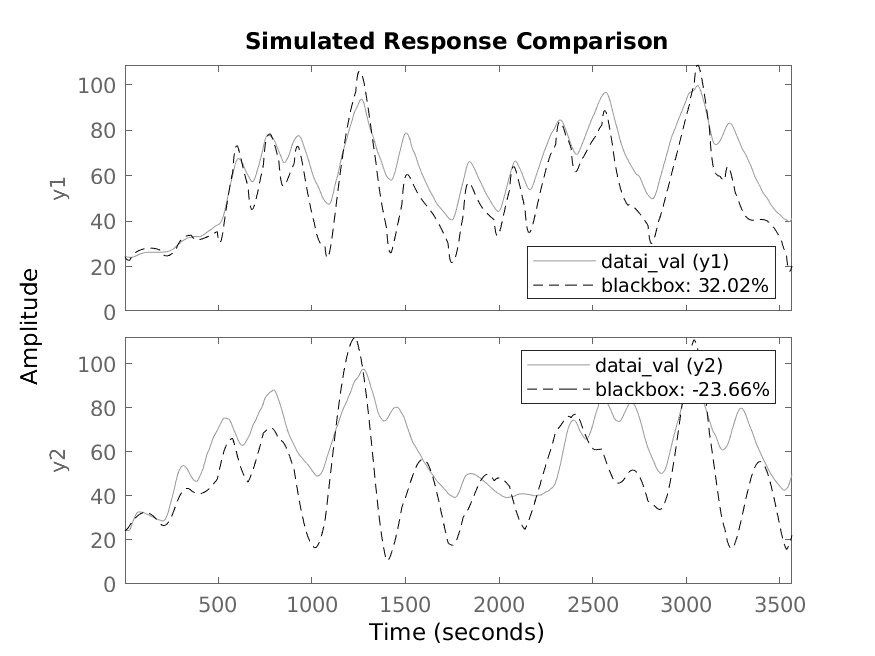 Simulated Response Comparison
100
80
60
40
20
0
y1
datai_val (y1)
blackbox: 32.02%
Amplitude
100
80
60
40
20
0
y2
datai_val (y2)
blackbox: -23.66%
500 1000 1500 2000 2500 3000 3500
Time (seconds)